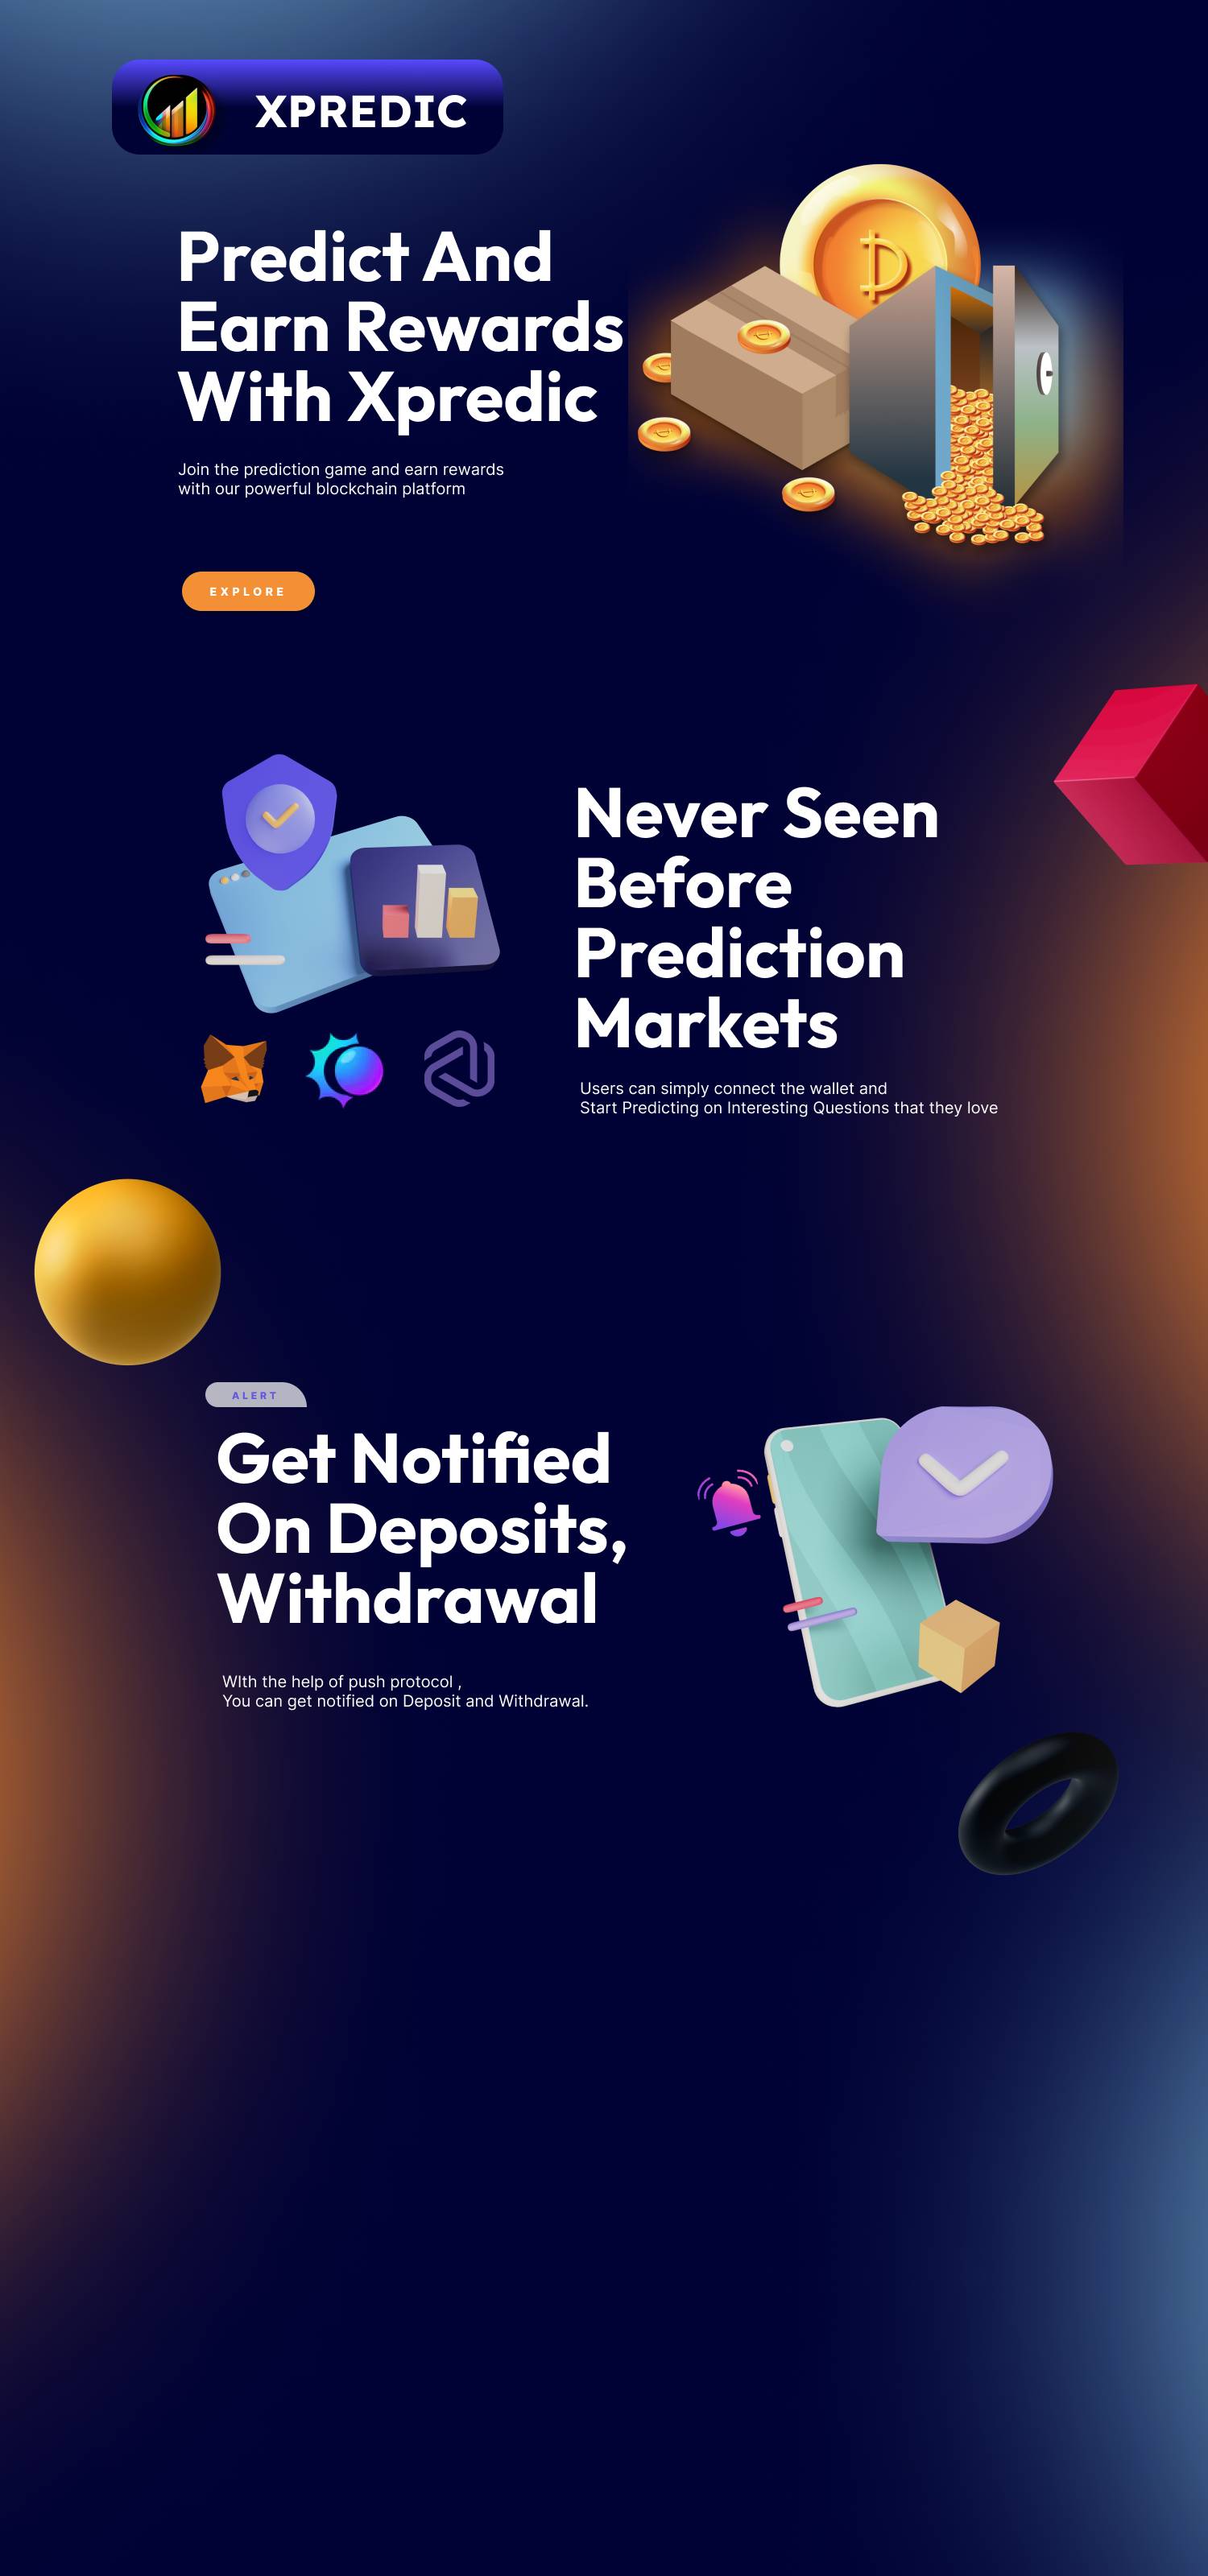 XPREDIC
Predict And
Earn Rewards
With Xpredic
Join the prediction game and earn rewards
with our powerful blockchain platform
EXPLORE
Never Seen
Before
Prediction
Markets
Users can simply connect the wallet and
Start Predicting on Interesting Questions that they love
ALERT
Get Notified
On Deposits,
Withdrawal
WIth the help of push protocol ,
You can get notified on Deposit and Withdrawal.